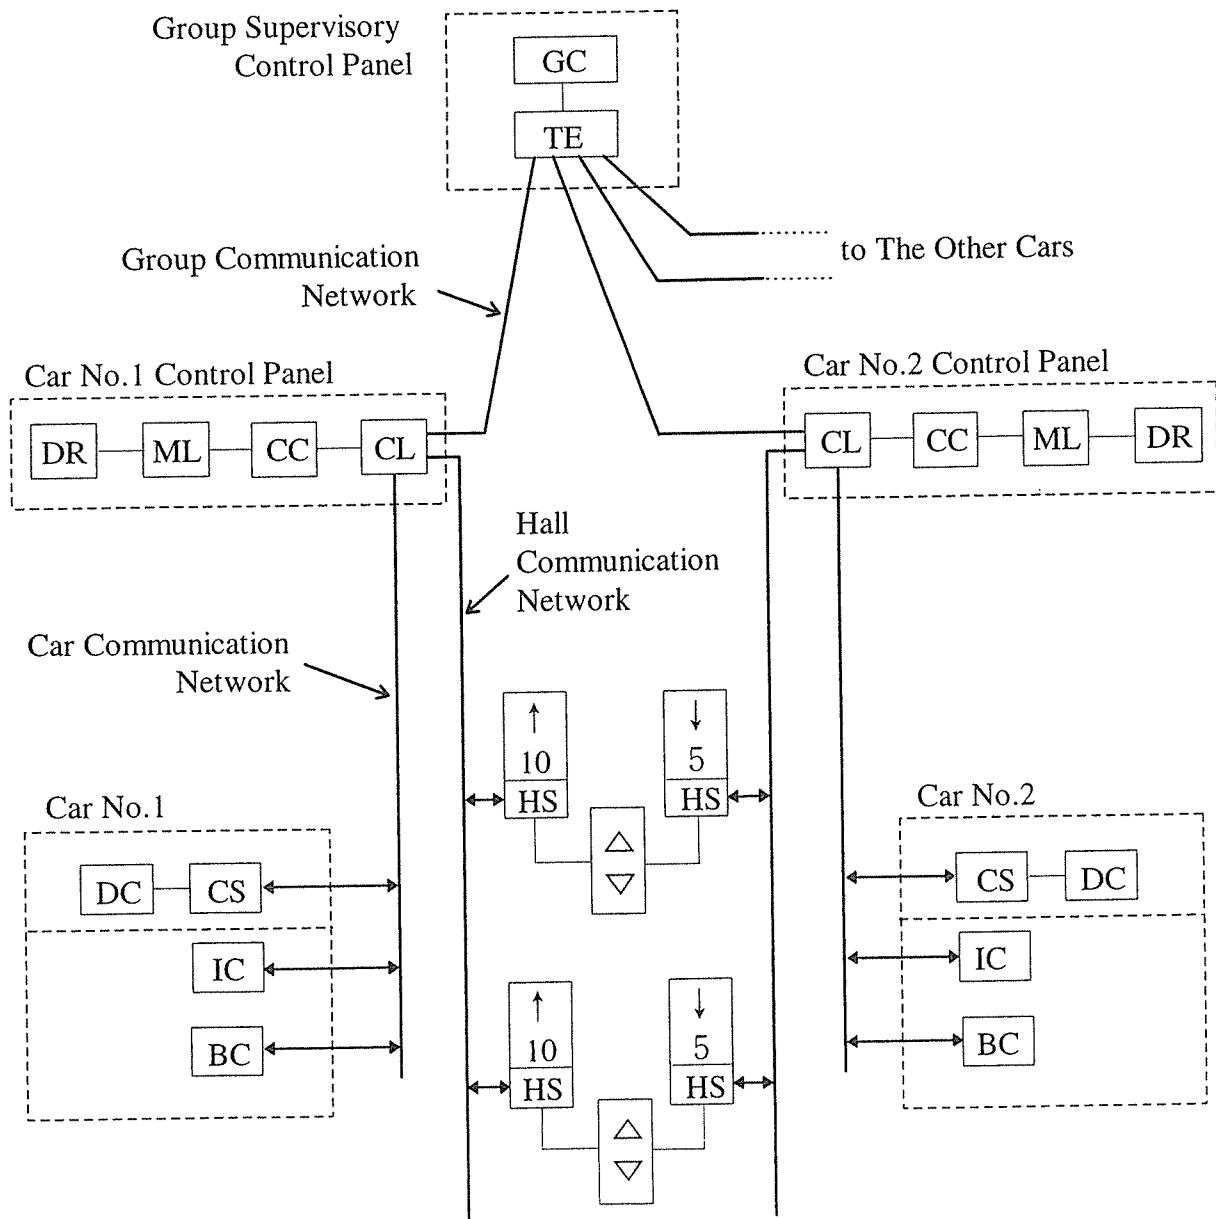 Group Supervisory
Control Panel
GC
TE
to The Other Cars
Group Communication
Network
Car No.1 Control Panel
DR
ML
CC
CL
Car No.2 Control Panel
CL
CC
ML
DR
Hall
Communication
Network
Car Communication
Network
↑
10
HS
↓
5
HS
Car No.1
DC
CS
IC
BC
Car No.2
CS
DC
IC
BC
↑
10
HS
↓
5
HS